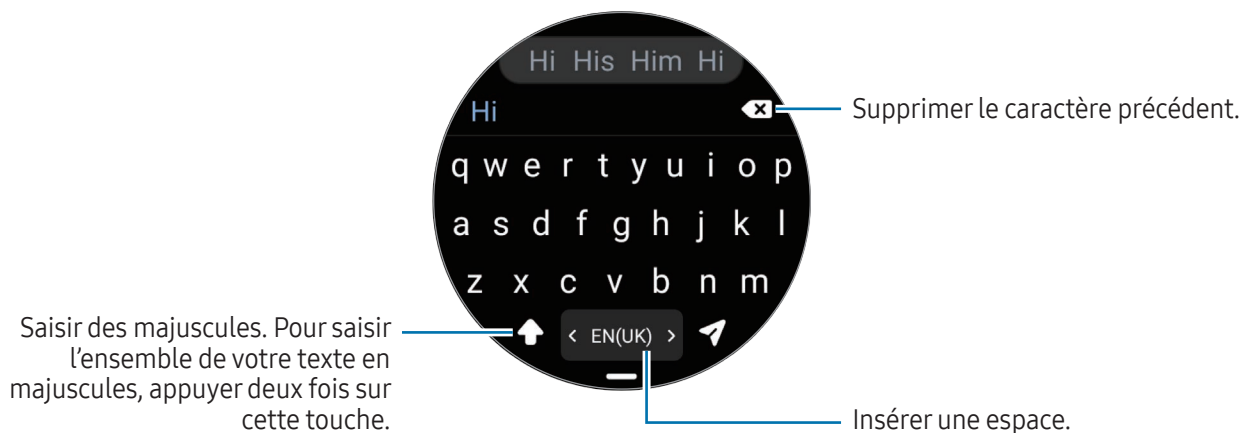 Hi His Him Hi
Hi
Supprimer le caractère précédent.
q w e r t y u i o p
a s d f g h j k l
z x c v b n m
< EN(UK) >
Saisir des majuscules. Pour saisir
l’ensemble de votre texte en
majuscules, appuyer deux fois sur
cette touche.
Insérer une espace.